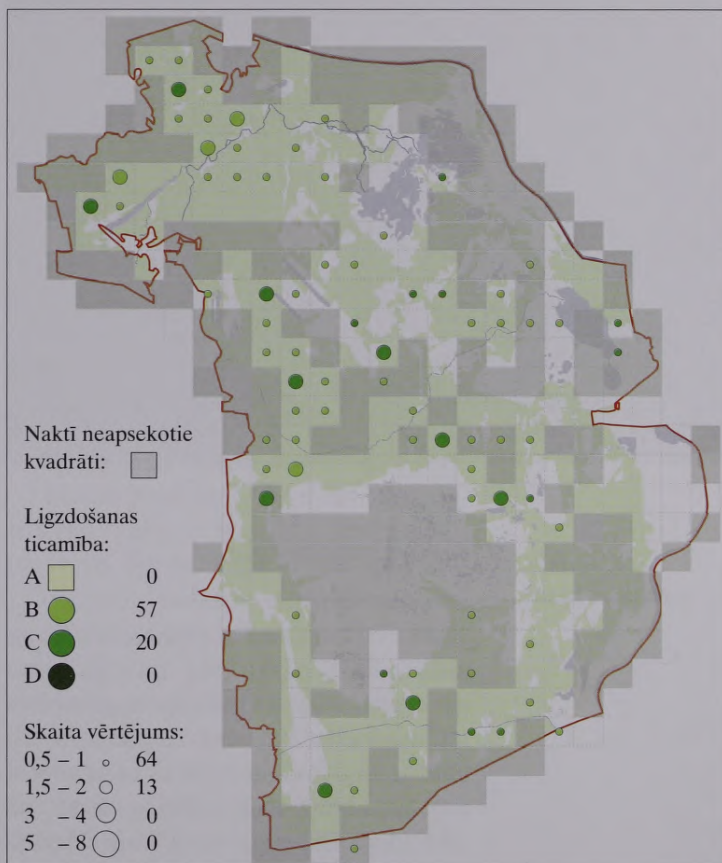 Naktī neapsekotie
kvadrāti:
Ligzdošanas
ticamība:
A 0
B 57
C 20
D 0
Skaita vērtējums:
0,5 – 1 64
1,5 – 2 13
3 – 4 0
5 – 8 0